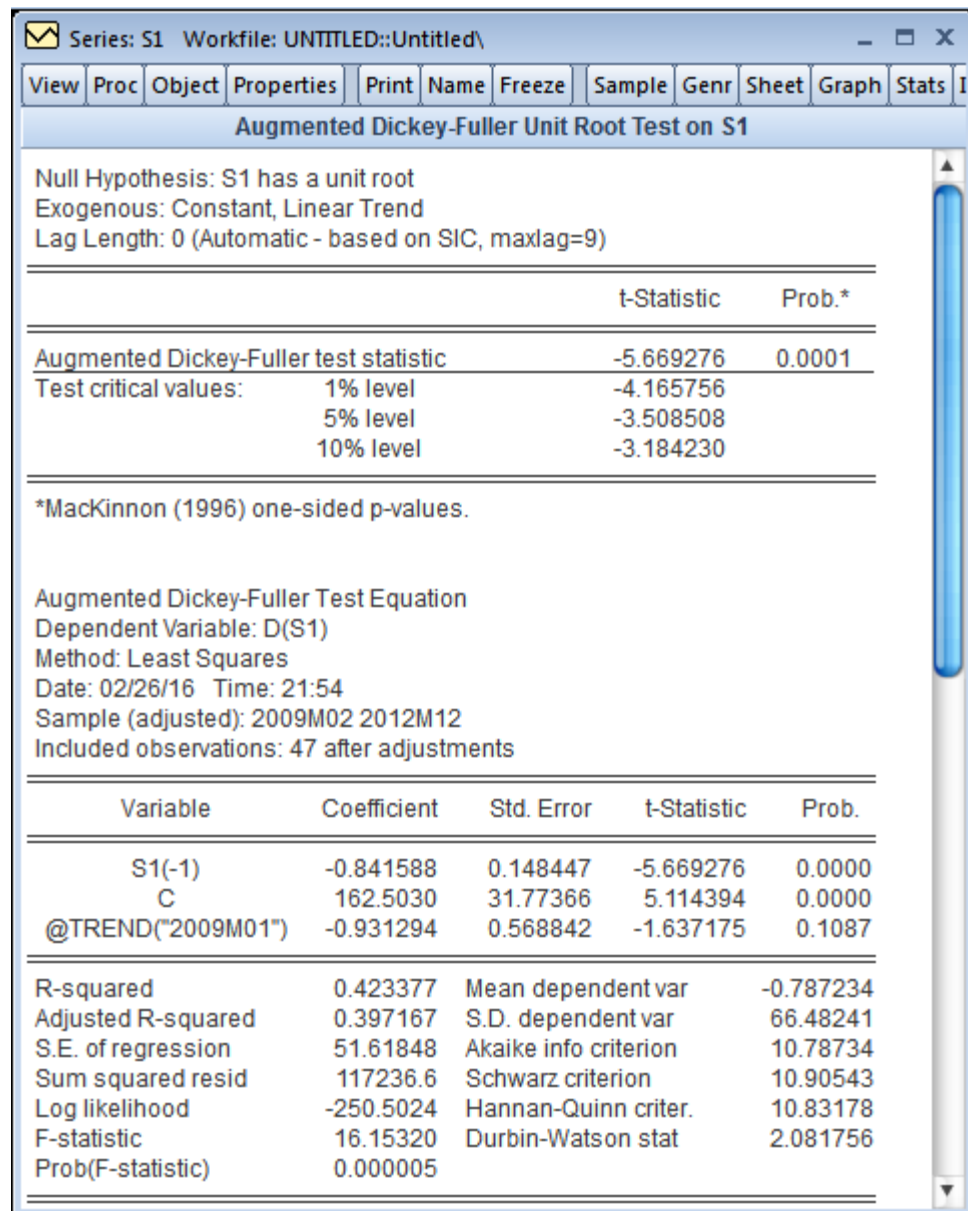 Series: S1 Workfile: UNTITLED::Untitled\
View Proc Object Properties Print Name Freeze Sample Genr Sheet Graph Stats
Augmented Dickey-Fuller Unit Root Test on S1
Null Hypothesis: S1 has a unit root
Exogenous: Constant, Linear Trend
Lag Length: 0 (Automatic - based on SIC, maxlag=9)
t-Statistic Prob.*
Augmented Dickey-Fuller test statistic -5.669276 0.0001
Test critical values: 1% level -4.165756
5% level -3.508508
10% level -3.184230
*MacKinnon (1996) one-sided p-values.
Augmented Dickey-Fuller Test Equation
Dependent Variable: D(S1)
Method: Least Squares
Date: 02/26/16 Time: 21:54
Sample (adjusted): 2009M02 2012M12
Included observations: 47 after adjustments
Variable Coefficient Std. Error t-Statistic Prob.
S1(-1) -0.841588 0.148447 -5.669276 0.0000
C 162.5030 31.77366 5.114394 0.0000
@TREND("2009M01") -0.931294 0.568842 -1.637175 0.1087
R-squared 0.423377 Mean dependent var -0.787234
Adjusted R-squared 0.397167 S.D. dependent var 66.48241
S.E. of regression 51.61848 Akaike info criterion 10.78734
Sum squared resid 117236.6 Schwarz criterion 10.90543
Log likelihood -250.5024 Hannan-Quinn criter. 10.83178
F-statistic 16.15320 Durbin-Watson stat 2.081756
Prob(F-statistic) 0.000005